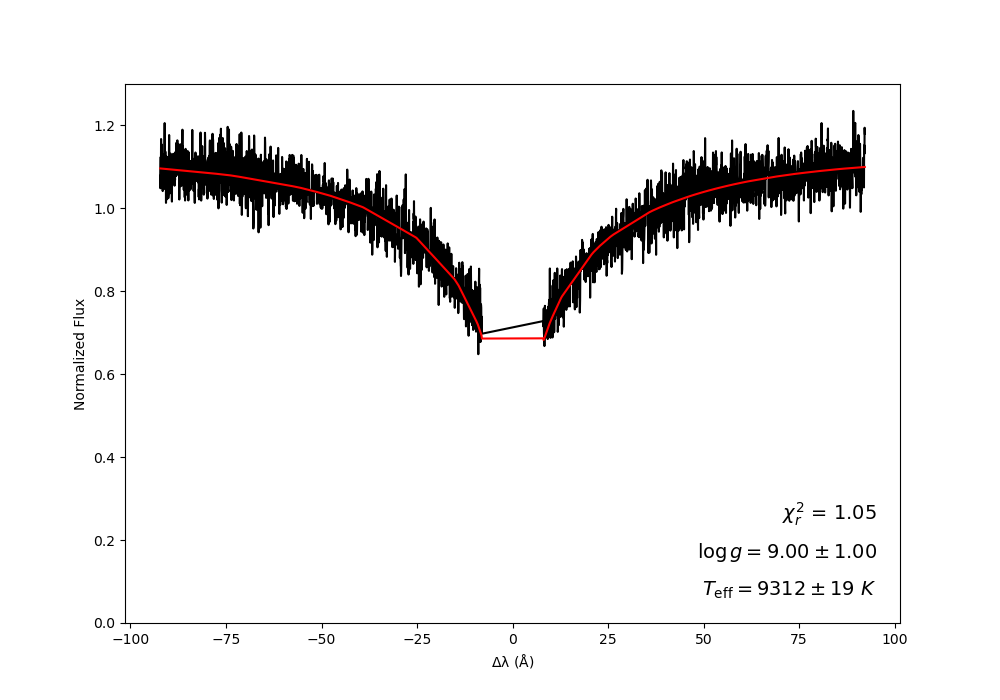 1.2
1.0
0.8
0.6
0.4
0.2
0.0
Normalized Flux
χ²ᵣ = 1.05
log g = 9.00 ± 1.00
T_eff = 9312 ± 19 K
−100 −75 −50 −25 0 25 50 75 100
Δλ (Å)